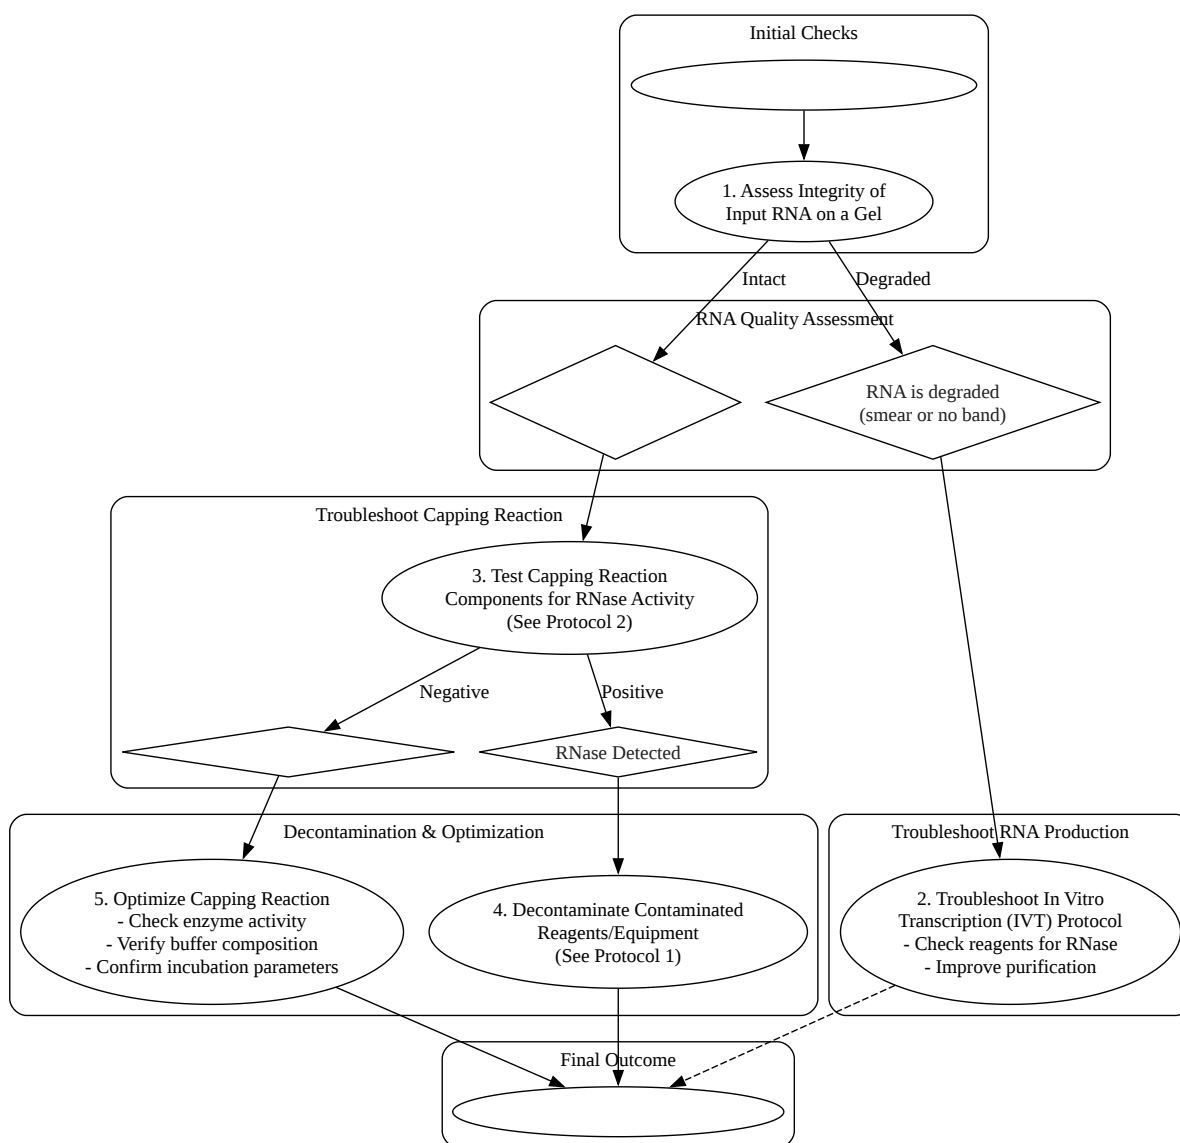 Initial Checks
1. Assess Integrity of
Input RNA on a Gel
Intact
Degraded
RNA Quality Assessment
RNA is degraded
(smear or no band)
Troubleshoot Capping Reaction
3. Test Capping Reaction
Components for RNase Activity
(See Protocol 2)
Negative
Positive
RNase Detected
Decontamination & Optimization
Troubleshoot RNA Production
5. Optimize Capping Reaction
- Check enzyme activity
- Verify buffer composition
- Confirm incubation parameters
4. Decontaminate Contaminated
Reagents/Equipment
(See Protocol 1)
2. Troubleshoot In Vitro
Transcription (IVT) Protocol
- Check reagents for RNase
- Improve purification
Final Outcome